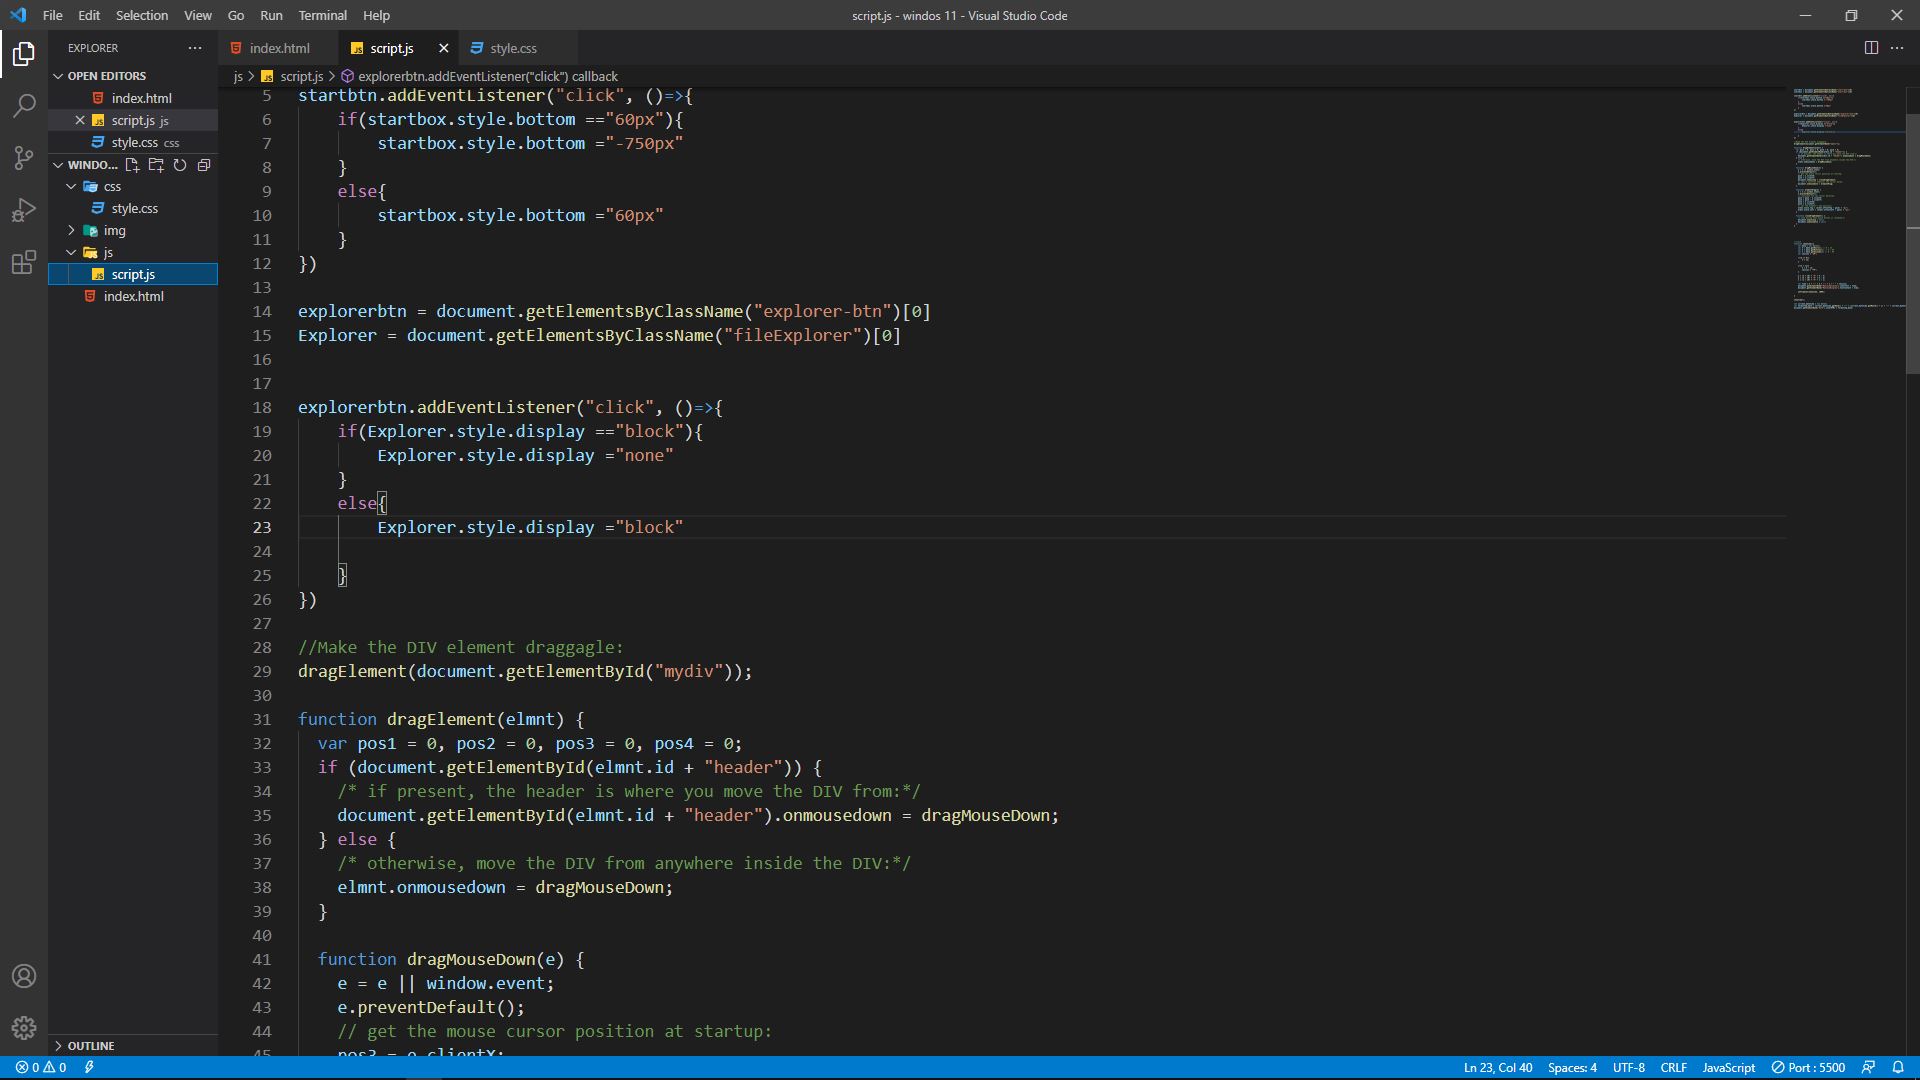 File Edit Selection View Go Run Terminal Help
script.js - windos 11 - Visual Studio Code
EXPLORER
OPEN EDITORS
index.html
script.js js
style.css css
WINDO...
css
style.css
img
js
script.js
index.html
OUTLINE
index.html script.js style.css
js > script.js > explorerbtn.addEventListener("click") callback
5 startbtn.addEventListener("click", ()=>{
6 if(startbox.style.bottom =="60px"){
7 startbox.style.bottom ="-750px"
8 }
9 else{
10 startbox.style.bottom ="60px"
11 }
12 })
13
14 explorerbtn = document.getElementsByClassName("explorer-btn")[0]
15 Explorer = document.getElementsByClassName("fileExplorer")[0]
16
17
18 explorerbtn.addEventListener("click", ()=>{
19 if(Explorer.style.display =="block"){
20 Explorer.style.display ="none"
21 }
22 else{
23 Explorer.style.display ="block"
24
25 }
26 })
27
28 //Make the DIV element draggagle:
29 dragElement(document.getElementById("mydiv"));
30
31 function dragElement(elmnt) {
32 var pos1 = 0, pos2 = 0, pos3 = 0, pos4 = 0;
33 if (document.getElementById(elmnt.id + "header")) {
34 /* if present, the header is where you move the DIV from:*/
35 document.getElementById(elmnt.id + "header").onmousedown = dragMouseDown;
36 } else {
37 /* otherwise, move the DIV from anywhere inside the DIV:*/
38 elmnt.onmousedown = dragMouseDown;
39 }
40
41 function dragMouseDown(e) {
42 e = e || window.event;
43 e.preventDefault();
44 // get the mouse cursor position at startup:
45 pos3 = e.clientX;
0 0
Ln 23, Col 40 Spaces: 4 UTF-8 CRLF JavaScript Port : 5500